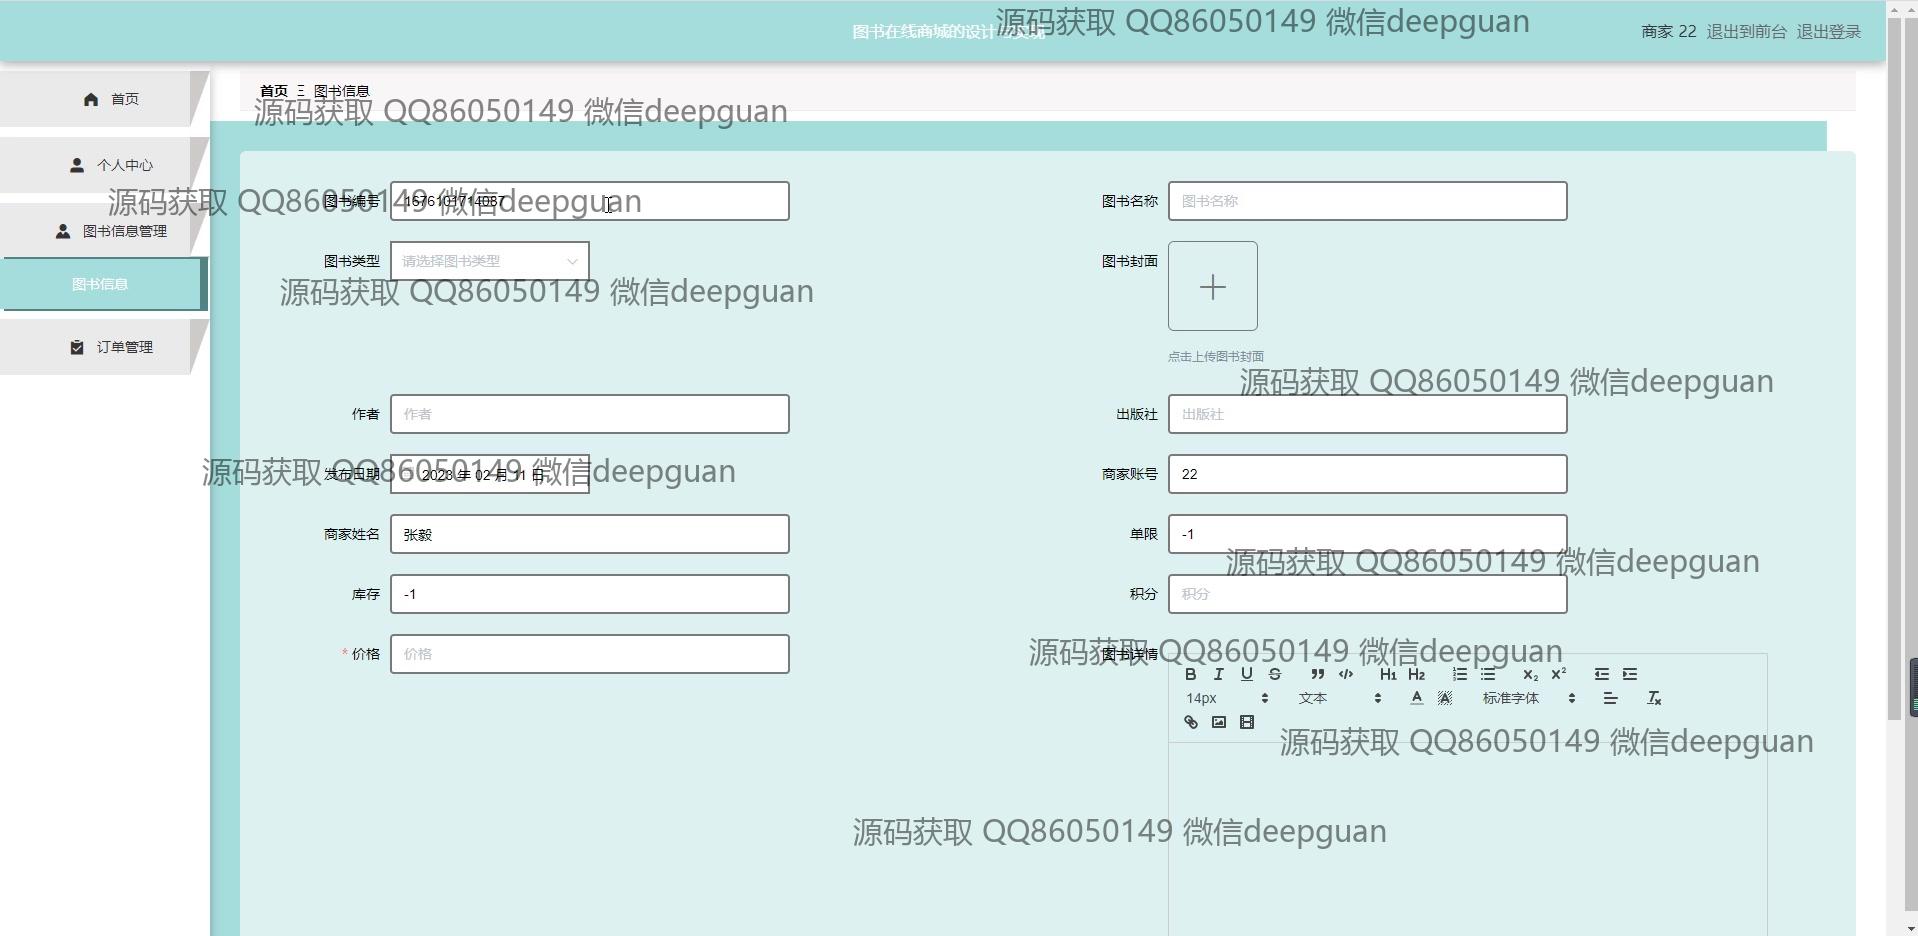 图书在线商城的设计与实现
源码获取 QQ86050149 微信deepguan
商家 22 退出到前台 退出登录
首页
个人中心
图书信息管理
图书信息
订单管理
首页 Ξ 图书信息
源码获取 QQ86050149 微信deepguan
图书编号 1676101714087
源码获取 QQ86050149 微信deepguan
图书名称 图书名称
图书类型 请选择图书类型
源码获取 QQ86050149 微信deepguan
图书封面
点击上传图书封面
源码获取 QQ86050149 微信deepguan
作者 作者
出版社 出版社
发布日期 2023 年 02 月 11 日
源码获取 QQ86050149 微信deepguan
商家账号 22
商家姓名 张毅
单限 -1
源码获取 QQ86050149 微信deepguan
库存 -1
积分 积分
* 价格 价格
图书详情
源码获取 QQ86050149 微信deepguan
B I U S H1 H2 X2 X2
14px 文本 A A 标准字体 Tx
源码获取 QQ86050149 微信deepguan
源码获取 QQ86050149 微信deepguan